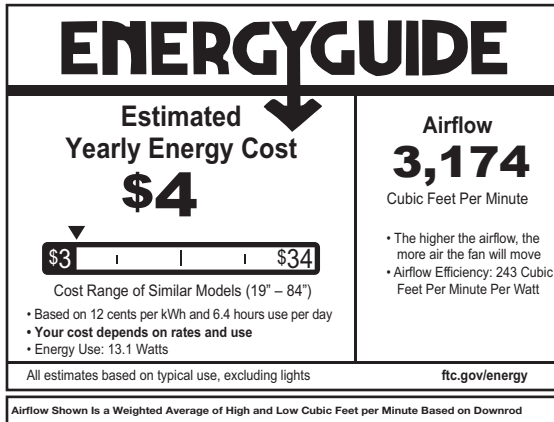 ENERGYGUIDE
Estimated
Yearly Energy Cost
$4
$3
$34
Cost Range of Similar Models (19” – 84”)
• Based on 12 cents per kWh and 6.4 hours use per day
• Your cost depends on rates and use
• Energy Use: 13.1 Watts
Airflow
3,174
Cubic Feet Per Minute
• The higher the airflow, the
more air the fan will move
• Airflow Efficiency: 243 Cubic
Feet Per Minute Per Watt
All estimates based on typical use, excluding lights
ftc.gov/energy
Airflow Shown Is a Weighted Average of High and Low Cubic Feet per Minute Based on Downrod